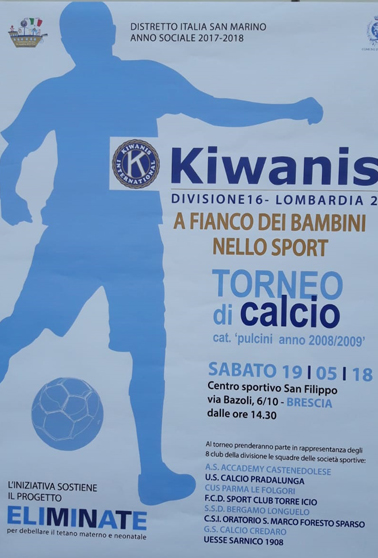 DISTRETTO ITALIA SAN MARINO
ANNO SOCIALE 2017-2018
KIWANIS
INTERNATIONAL
K
Kiwanis
DIVISIONE16- LOMBARDIA 2
A FIANCO DEI BAMBINI
NELLO SPORT
TORNEO
di calcio
cat. 'pulcini anno 2008/2009'
SABATO 19 | 05 | 18
Centro sportivo San Filippo
via Bazoli, 6/10 - BRESCIA
dalle ore 14.30
Al torneo prenderanno parte in rappresentanza degli
8 club della divisione le squadre delle società sportive:
A.S. ACCADEMY CASTENEDOLESE
U.S. CALCIO PRADALUNGA
CUS PARMA LE FOLGORI
F.C.D. SPORT CLUB TORRE ICIO
S.S.D. BERGAMO LONGUELO
C.S.I. ORATORIO S. MARCO FORESTO SPARSO
G.S. CALCIO CREDARO
UESSE SARNICO 1908
L'INIZIATIVA SOSTIENE
IL PROGETTO
ELIMINATE
per debellare il tetano materno e neonatale